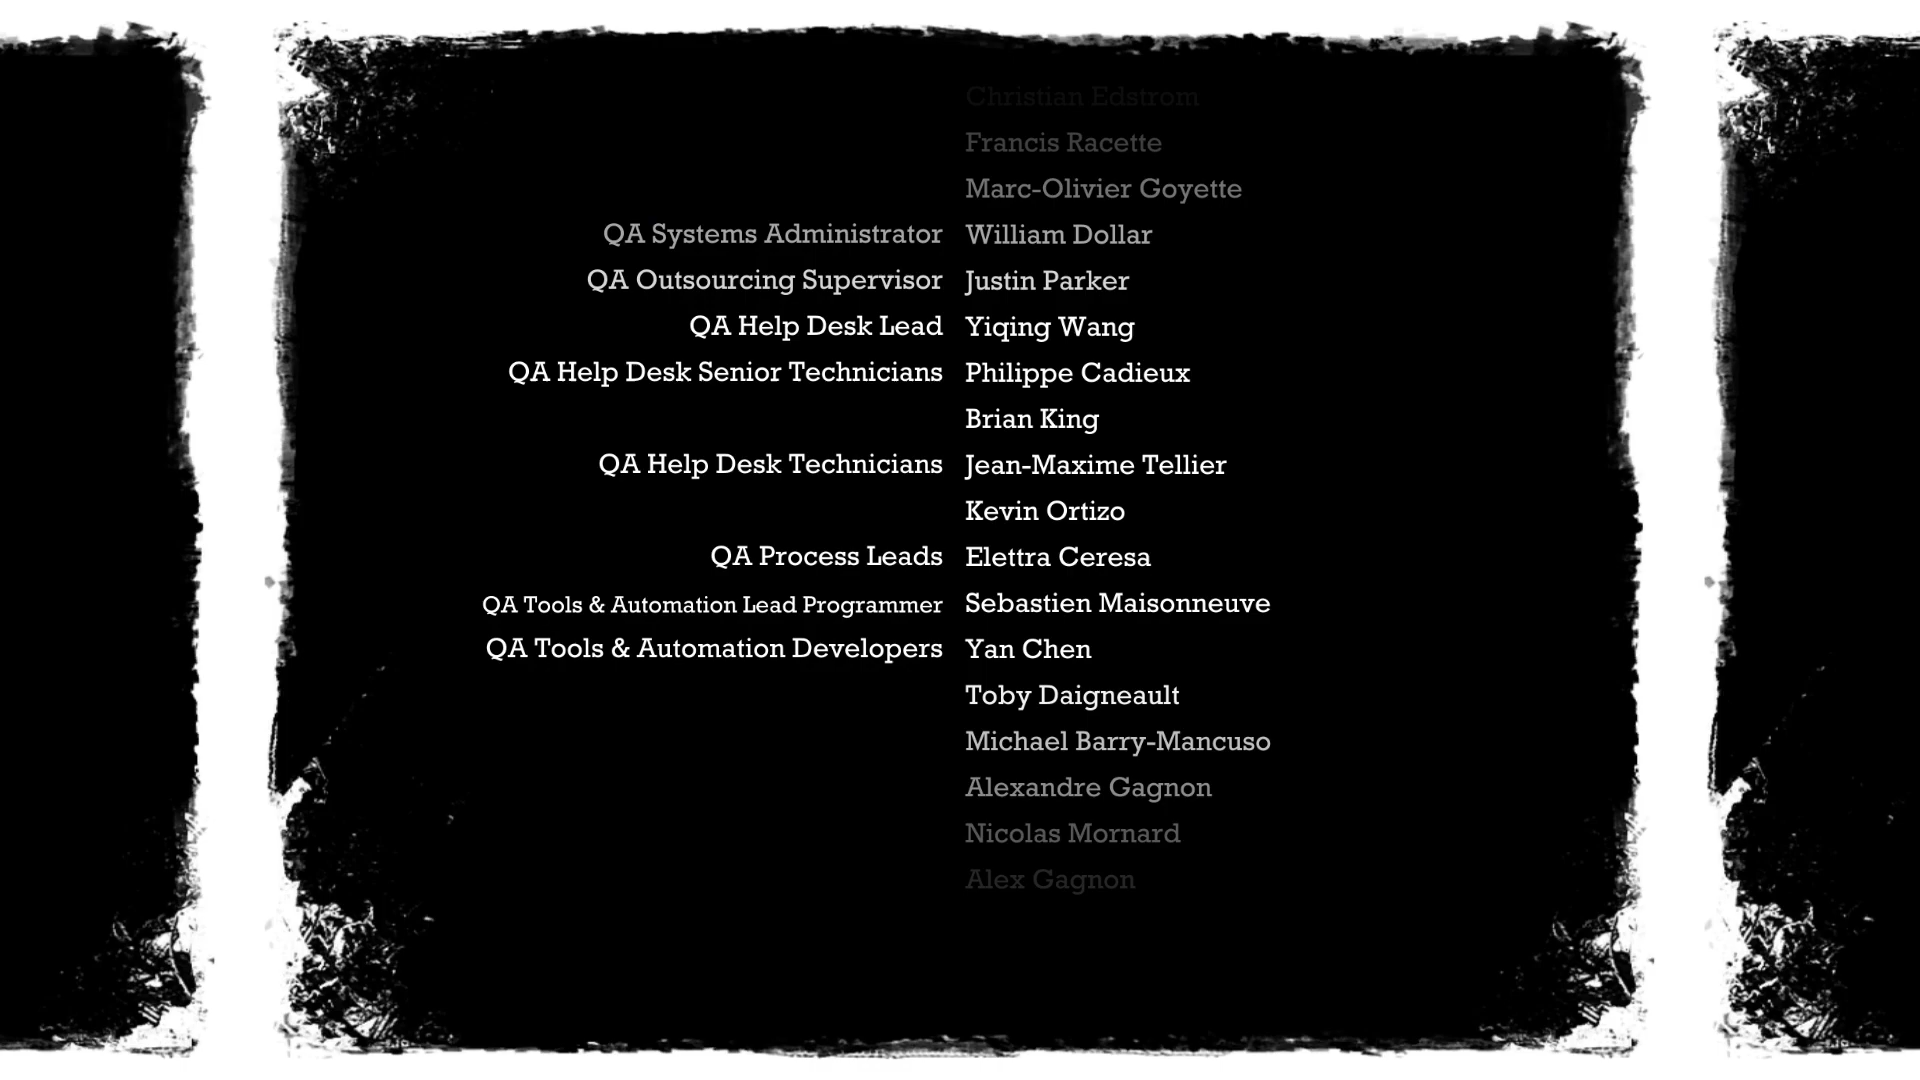 Christian Edstrom
Francis Racette
Marc-Olivier Goyette
QA Systems Administrator William Dollar
QA Outsourcing Supervisor Justin Parker
QA Help Desk Lead Yiqing Wang
QA Help Desk Senior Technicians Philippe Cadieux
Brian King
QA Help Desk Technicians Jean-Maxime Tellier
Kevin Ortizo
QA Process Leads Elettra Ceresa
QA Tools & Automation Lead Programmer Sebastien Maisonneuve
QA Tools & Automation Developers Yan Chen
Toby Daigneault
Michael Barry-Mancuso
Alexandre Gagnon
Nicolas Mornard
Alex Gagnon